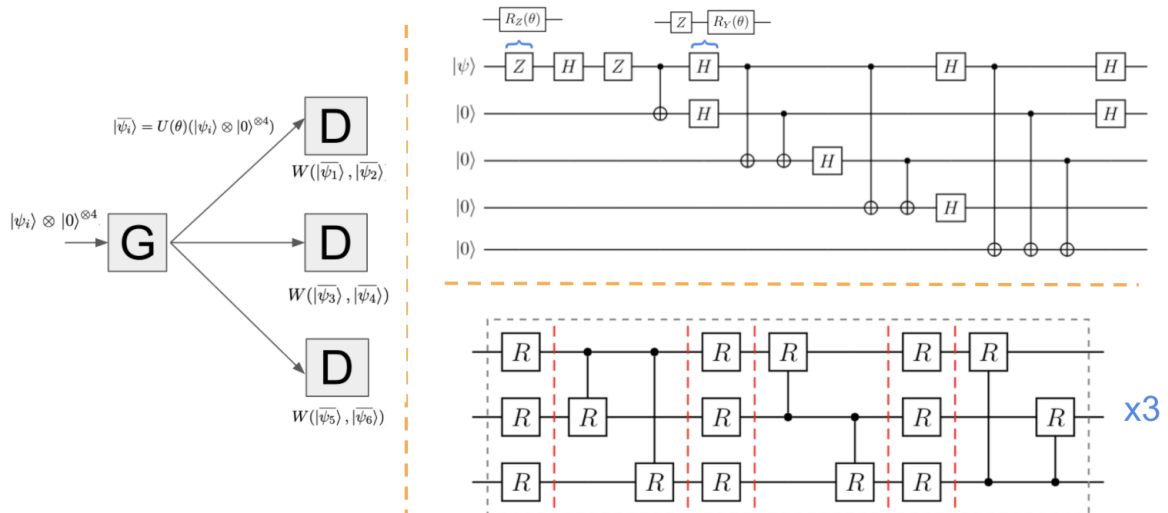 |ψ̅ᵢ⟩ = U(θ)(|ψᵢ⟩ ⊗ |0⟩^⊗4)
|ψᵢ⟩ ⊗ |0⟩^⊗4
G
D
W(|ψ̅₁⟩, |ψ̅₂⟩)
D
W(|ψ̅₃⟩, |ψ̅₄⟩)
D
W(|ψ̅₅⟩, |ψ̅₆⟩)
R_Z(θ) Z R_Y(θ)
|ψ⟩ Z H Z H H H
|0⟩ H H
|0⟩ H
|0⟩ H
|0⟩
R R R R R
R R R R R
R R R R R
x3